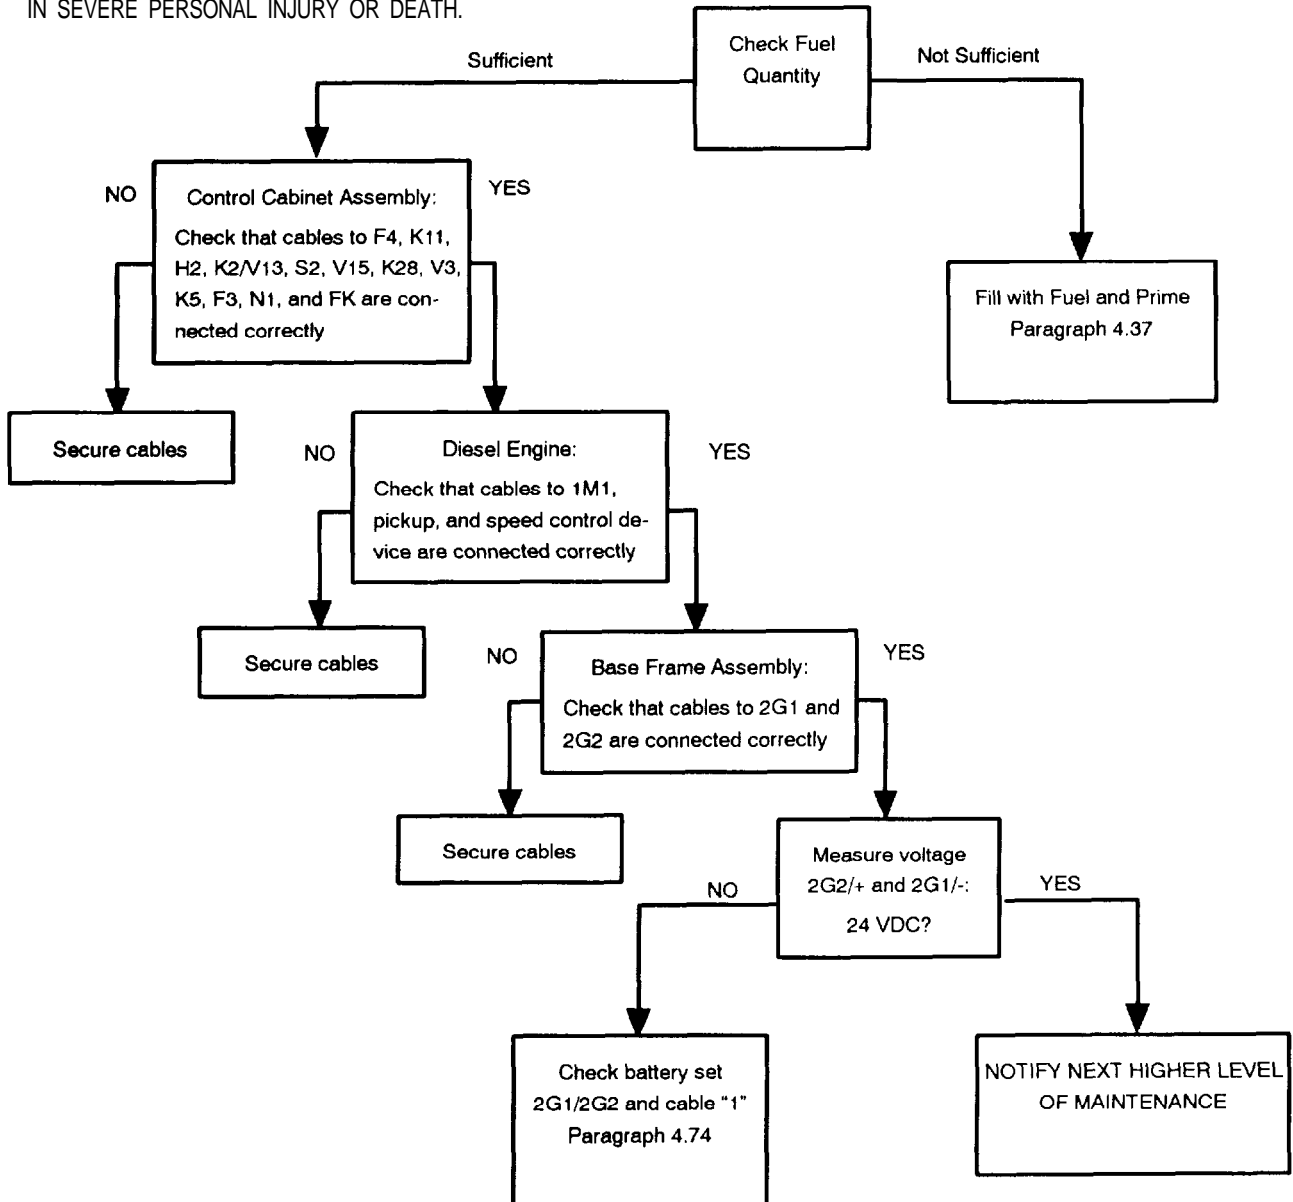 IN SEVERE PERSONAL INJURY OR DEATH.
Check Fuel
Quantity
Sufficient
Not Sufficient
NO
YES
Control Cabinet Assembly:
Check that cables to F4, K11,
H2, K2/V13, S2, V15, K28, V3,
K5, F3, N1, and FK are con-
nected correctly
Fill with Fuel and Prime
Paragraph 4.37
Secure cables
NO
YES
Diesel Engine:
Check that cables to 1M1,
pickup, and speed control de-
vice are connected correctly
Secure cables
NO
YES
Base Frame Assembly:
Check that cables to 2G1 and
2G2 are connected correctly
Secure cables
Measure voltage
2G2/+ and 2G1/-:
24 VDC?
NO
YES
Check battery set
2G1/2G2 and cable "1"
Paragraph 4.74
NOTIFY NEXT HIGHER LEVEL
OF MAINTENANCE